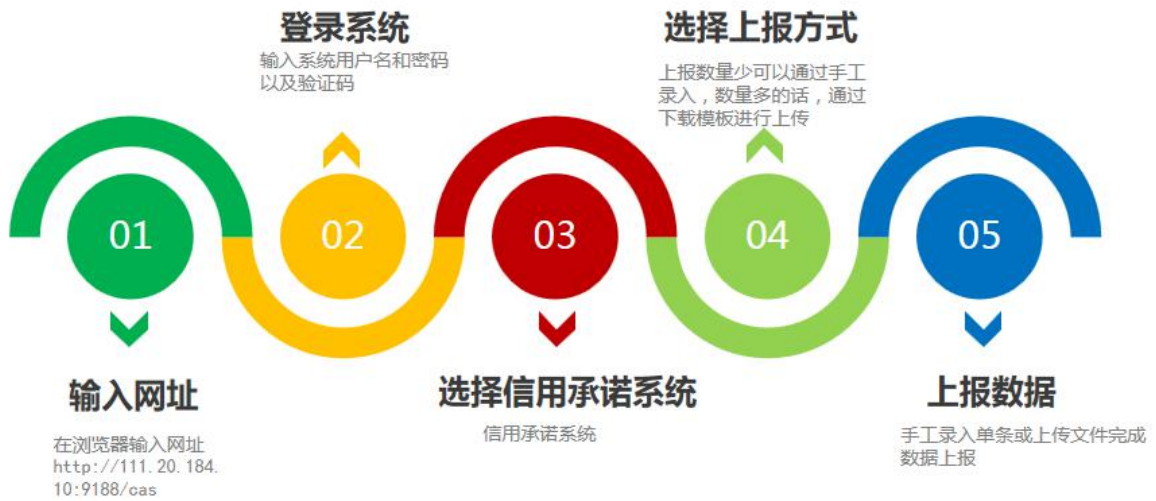 登录系统
输入系统用户名和密码
以及验证码
选择上报方式
上报数量少可以通过手工
录入，数量多的话，通过
下载模板进行上传
01
02
03
04
05
输入网址
在浏览器输入网址
http://111.20.184.
10:9188/cas
选择信用承诺系统
信用承诺系统
上报数据
手工录入单条或上传文件完成
数据上报